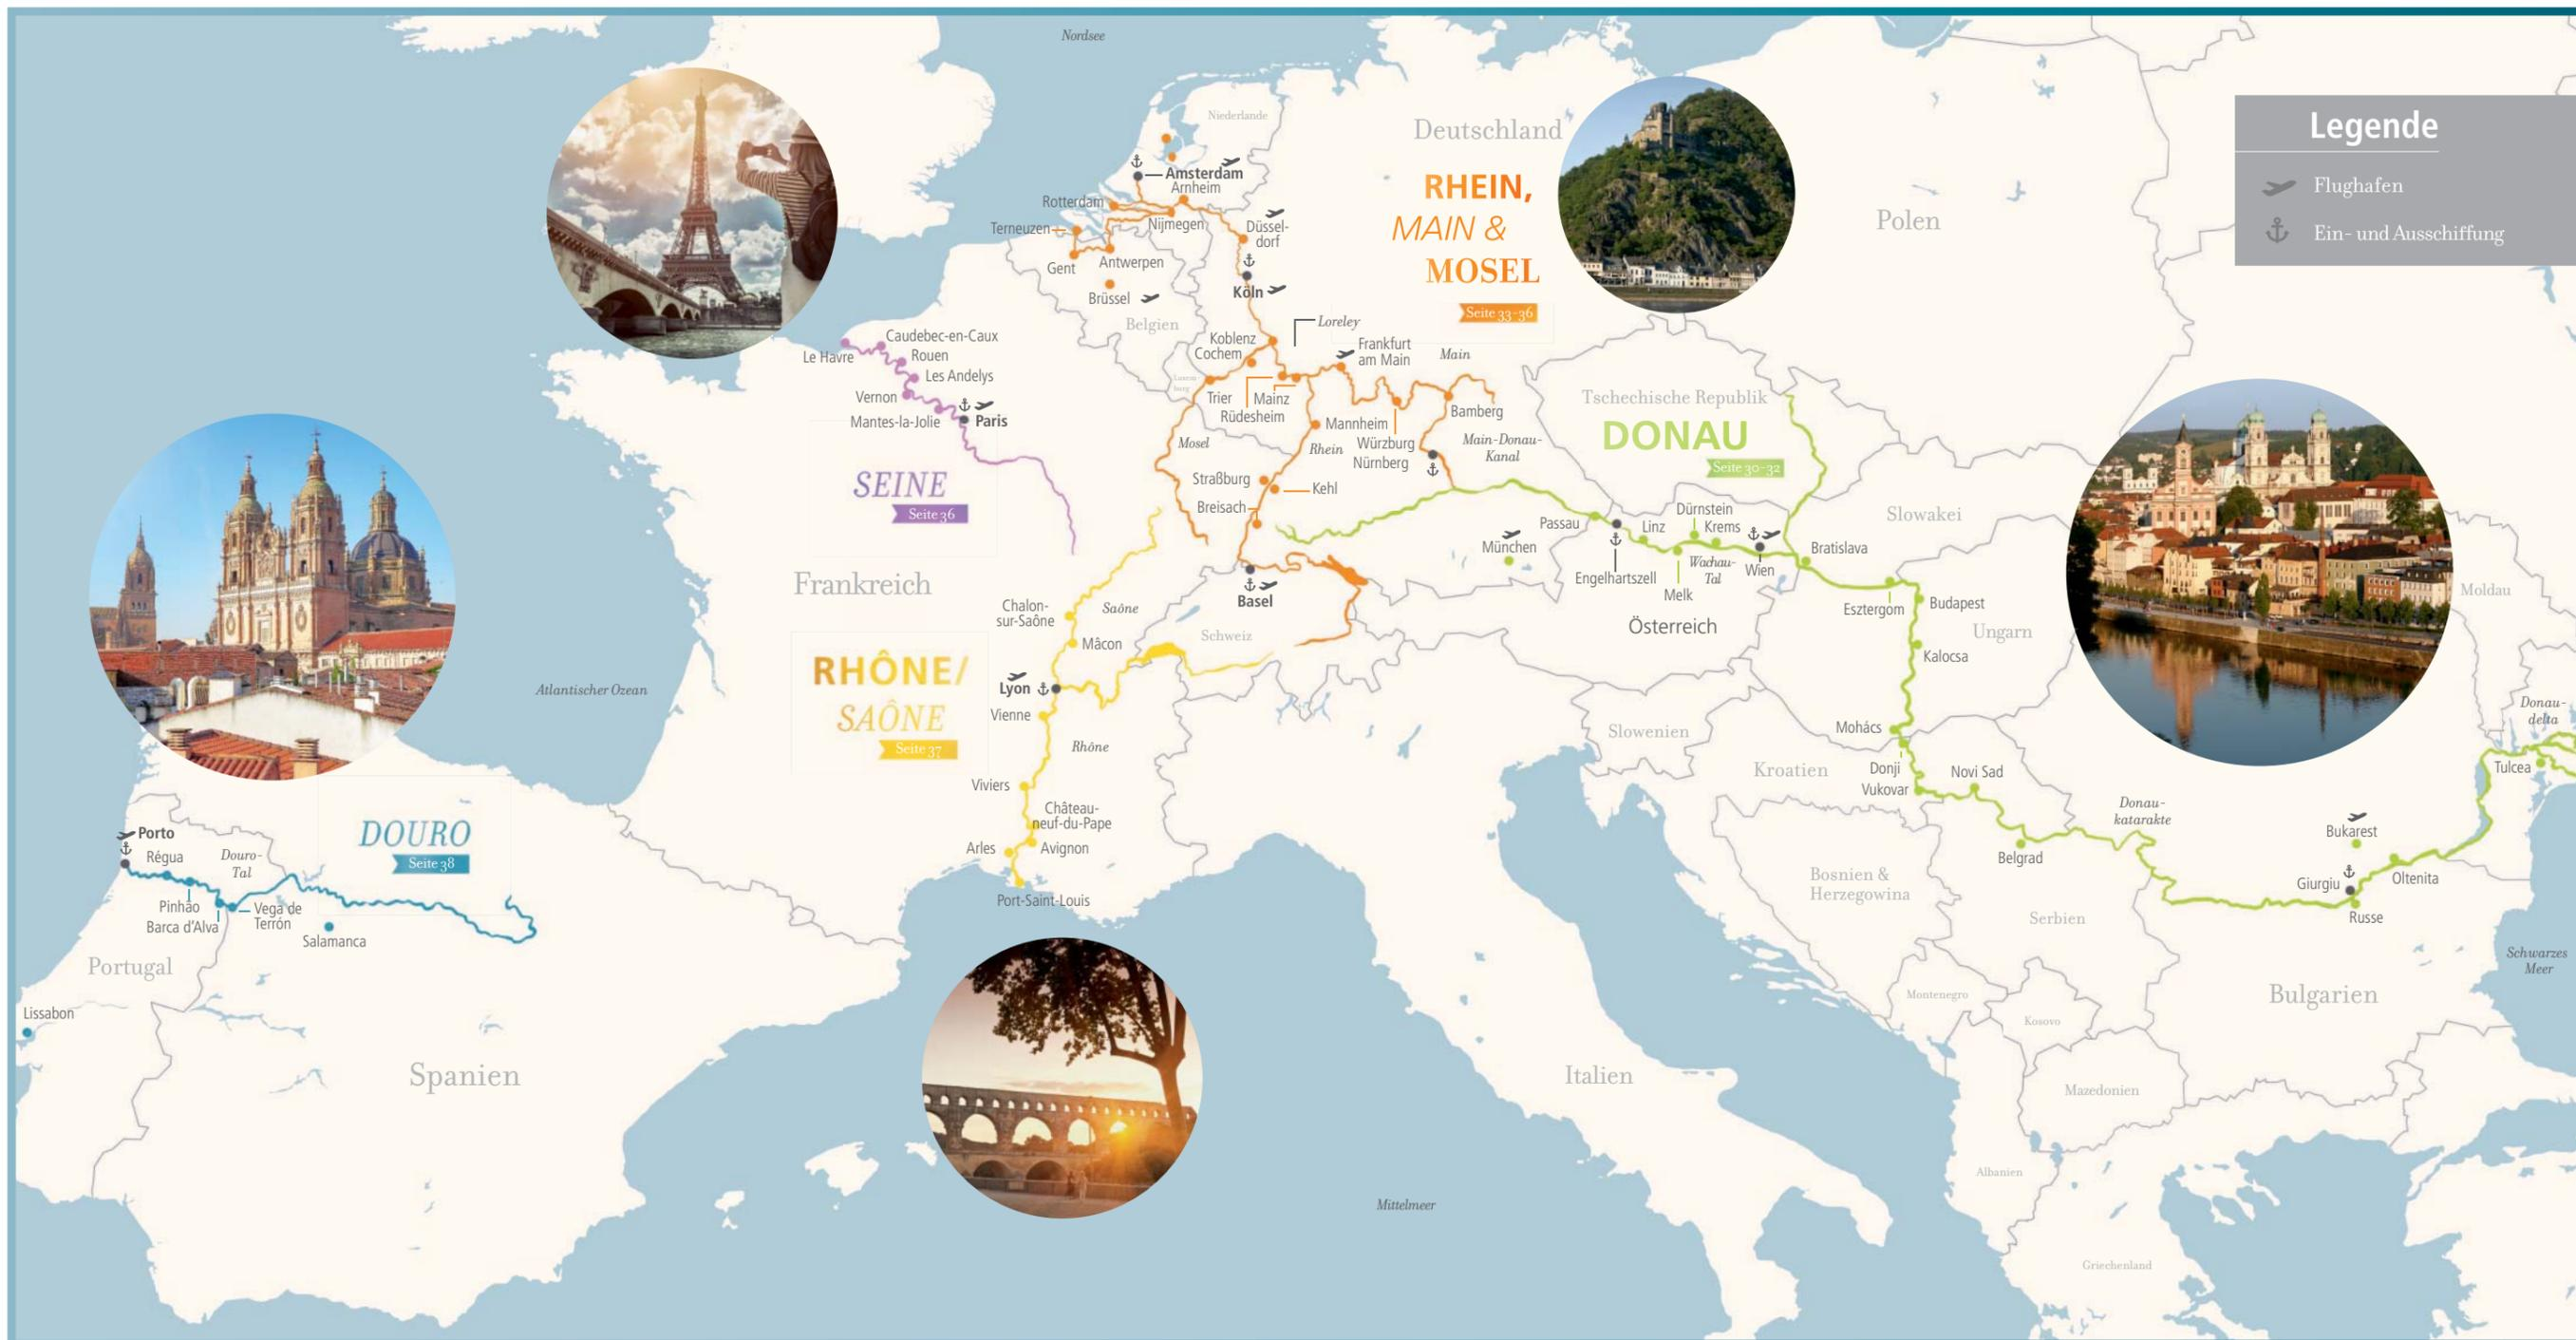 Nordsee
Niederlande
Deutschland
Polen
Legende
Flughafen
Ein- und Ausschiffung
Amsterdam
Arnheim
Rotterdam
Nijmegen
Terneuzen
Gent
Antwerpen
Brüssel
Belgien
Düssel-
dorf
Köln
RHEIN,
MAIN &
MOSEL
Seite 33-36
Loreley
Koblenz
Cochem
Luxem-
burg
Frankfurt
am Main
Main
Trier
Mainz
Rüdesheim
Mannheim
Würzburg
Nürnberg
Bamberg
Main-Donau-
Kanal
Mosel
Rhein
Straßburg
Kehl
Breisach
Basel
Schweiz
Le Havre
Caudebec-en-Caux
Rouen
Les Andelys
Vernon
Mantes-la-Jolie
Paris
SEINE
Seite 36
Frankreich
Tschechische Republik
DONAU
Seite 30-32
Slowakei
Passau
Linz
Dürnstein
Krems
München
Engelhartszell
Melk
Wachau-
Tal
Wien
Bratislava
Österreich
Esztergom
Budapest
Ungarn
Kalocsa
Moldau
Chalon-
sur-Saône
Saône
Mâcon
RHÔNE/
SAÔNE
Seite 37
Lyon
Vienne
Rhône
Viviers
Château-
neuf-du-Pape
Arles
Avignon
Port-Saint-Louis
Atlantischer Ozean
Slowenien
Kroatien
Mohács
Donji
Vukovar
Novi Sad
Donau-
katarakte
Belgrad
Donau-
delta
Tulcea
Bukarest
Giurgiu
Oltenita
Russe
Bosnien &
Herzegowina
Serbien
Montenegro
Kosovo
Bulgarien
Schwarzes
Meer
Mazedonien
Albanien
Griechenland
Italien
Mittelmeer
DOURO
Seite 38
Porto
Régua
Douro-
Tal
Pinhão
Barca d'Alva
Vega de
Terrón
Salamanca
Portugal
Lissabon
Spanien